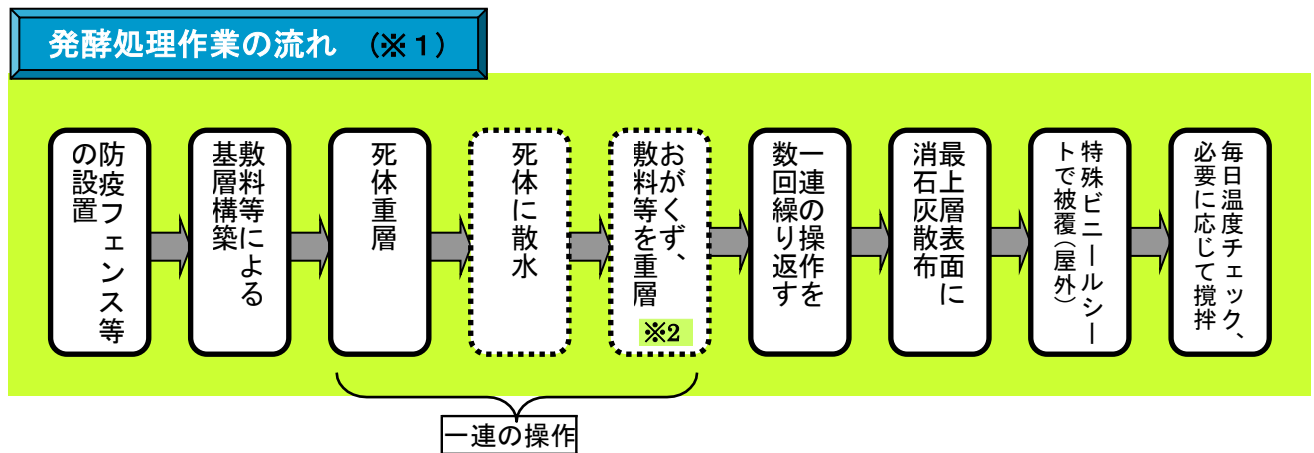 発酵処理作業の流れ (※1)
防疫フェンス等
の設置
敷料等による
基層構築
死体重層
死体に散水
おがくず、
敷料等を重層
※2
一連の操作を
数回繰り返す
最上層表面に
消石灰散布
特殊ビニールシー
トで被覆(屋外)
毎日温度チェック、
必要に応じて撹拌
一連の操作